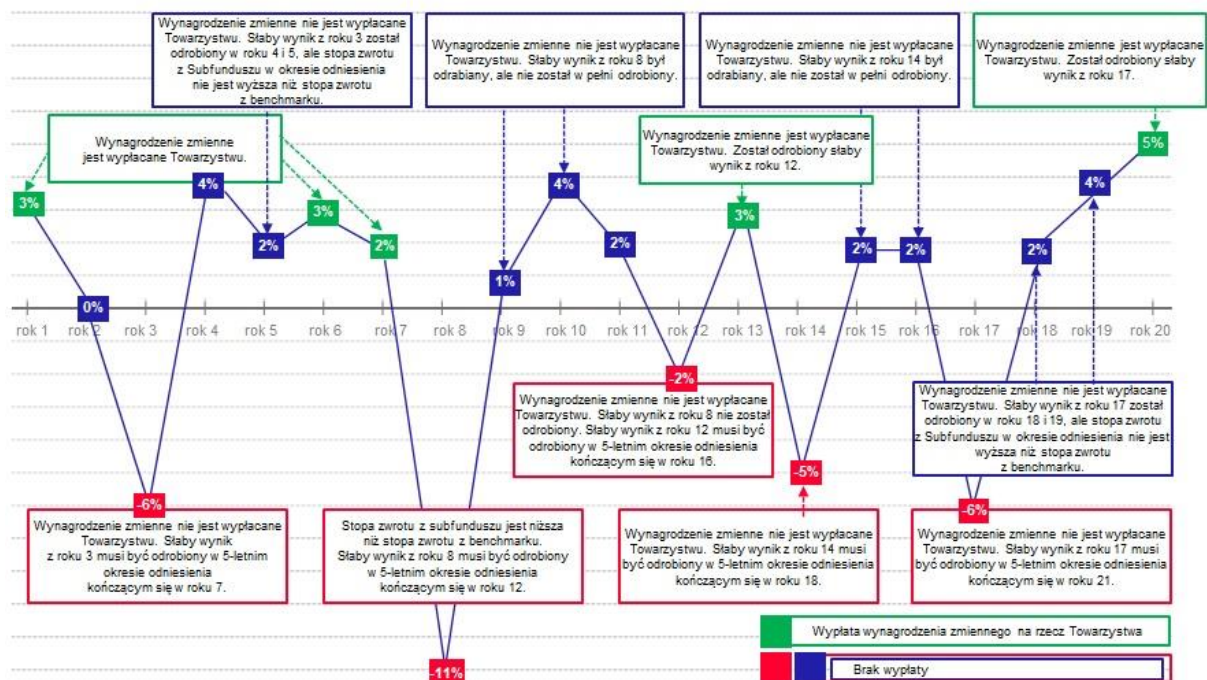 Wynagrodzenie zmienne nie jest wypłacane
Towarzystwu. Słaby wynik z roku 3 został
odrobiony w roku 4 i 5, ale stopa zwrotu
z Subfunduszu w okresie odniesienia
nie jest wyższa niż stopa zwrotu
z benchmarku.
Wynagrodzenie zmienne nie jest wypłacane
Towarzystwu. Słaby wynik z roku 8 był
odrabiany, ale nie został w pełni odrobiony.
Wynagrodzenie zmienne nie jest wypłacane
Towarzystwu. Słaby wynik z roku 14 był
odrabiany, ale nie został w pełni odrobiony.
Wynagrodzenie zmienne jest wypłacane
Towarzystwu. Został odrobiony słaby
wynik z roku 17.
Wynagrodzenie zmienne
jest wypłacane Towarzystwu.
Wynagrodzenie zmienne jest wypłacane
Towarzystwu. Został odrobiony słaby
wynik z roku 12.
3%
0%
-6%
4%
2%
3%
2%
-11%
1%
4%
2%
-2%
3%
-5%
2%
2%
-6%
2%
4%
5%
rok 1
rok 2
rok 3
rok 4
rok 5
rok 6
rok 7
rok 8
rok 9
rok 10
rok 11
rok 12
rok 13
rok 14
rok 15
rok 16
rok 17
rok 18
rok 19
rok 20
Wynagrodzenie zmienne nie jest wypłacane
Towarzystwu. Słaby wynik z roku 8 nie został
odrobiony. Słaby wynik z roku 12 musi być
odrobiony w 5-letnim okresie odniesienia
kończącym się w roku 16.
Wynagrodzenie zmienne nie jest wypłacane
Towarzystwu. Słaby wynik z roku 17 został
odrobiony w roku 18 i 19, ale stopa zwrotu
z Subfunduszu w okresie odniesienia nie jest
wyższa niż stopa zwrotu
z benchmarku.
Wynagrodzenie zmienne nie jest wypłacane
Towarzystwu. Słaby wynik
z roku 3 musi być odrobiony w 5-letnim
okresie odniesienia
kończącym się w roku 7.
Stopa zwrotu z subfunduszu jest niższa
niż stopa zwrotu z benchmarku.
Słaby wynik z roku 8 musi być odrobiony
w 5-letnim okresie odniesienia
kończącym się w roku 12.
Wynagrodzenie zmienne nie jest wypłacane
Towarzystwu. Słaby wynik z roku 14 musi
być odrobiony w 5-letnim okresie odniesienia
kończącym się w roku 18.
Wynagrodzenie zmienne nie jest wypłacane
Towarzystwu. Słaby wynik z roku 17 musi
być odrobiony w 5-letnim okresie odniesienia
kończącym się w roku 21.
Wypłata wynagrodzenia zmiennego na rzecz Towarzystwa
Brak wypłaty